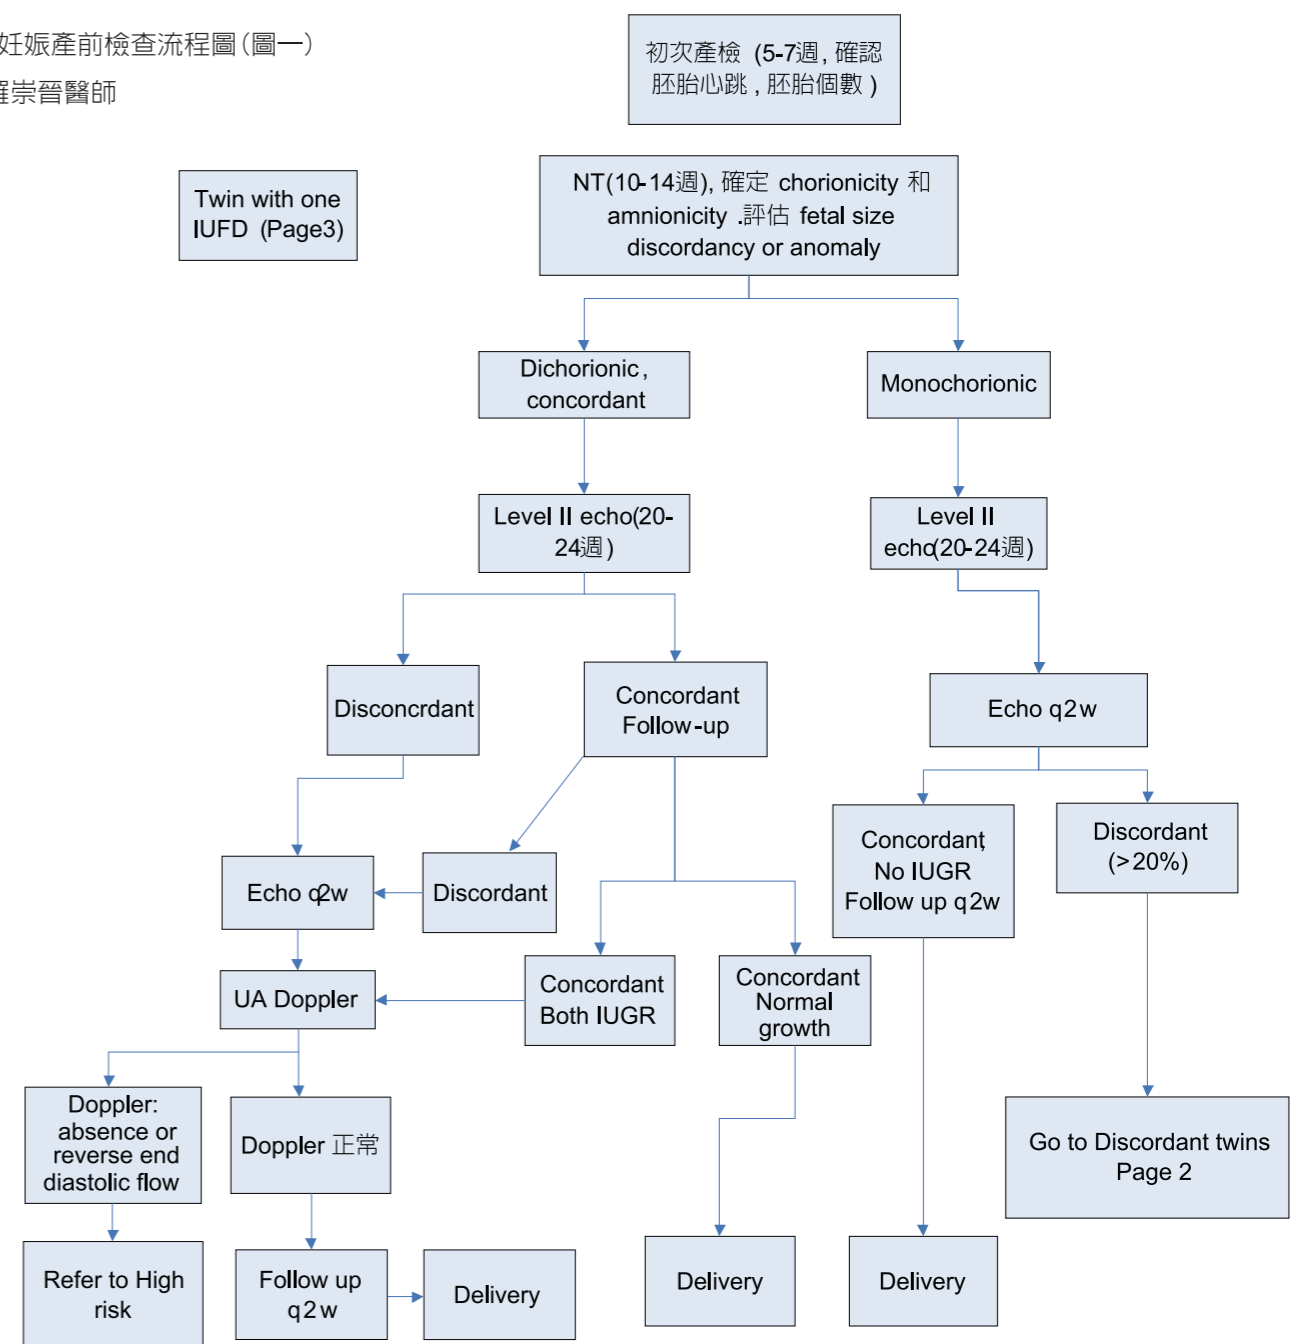 妊娠產前檢查流程圖(圖一)
羅崇晉醫師
初次產檢 (5-7週, 確認
胚胎心跳 , 胚胎個數 )
Twin with one
IUFD (Page3)
NT(10-14週), 確定 chorionicity 和
amnionicity .評估 fetal size
discordancy or anomaly
Dichorionic,
concordant
Monochorionic
Level II echo(20-
24週)
Level II
echo(20-24週)
Disconcrdant
Concordant
Follow-up
Echo q2w
Echo q2w
Discordant
Concordant,
No IUGR
Follow up q2w
Discordant
(>20%)
UA Doppler
Concordant
Both IUGR
Concordant
Normal
growth
Doppler:
absence or
reverse end
diastolic flow
Doppler 正常
Go to Discordant twins
Page 2
Refer to High
risk
Follow up
q2w
Delivery
Delivery
Delivery